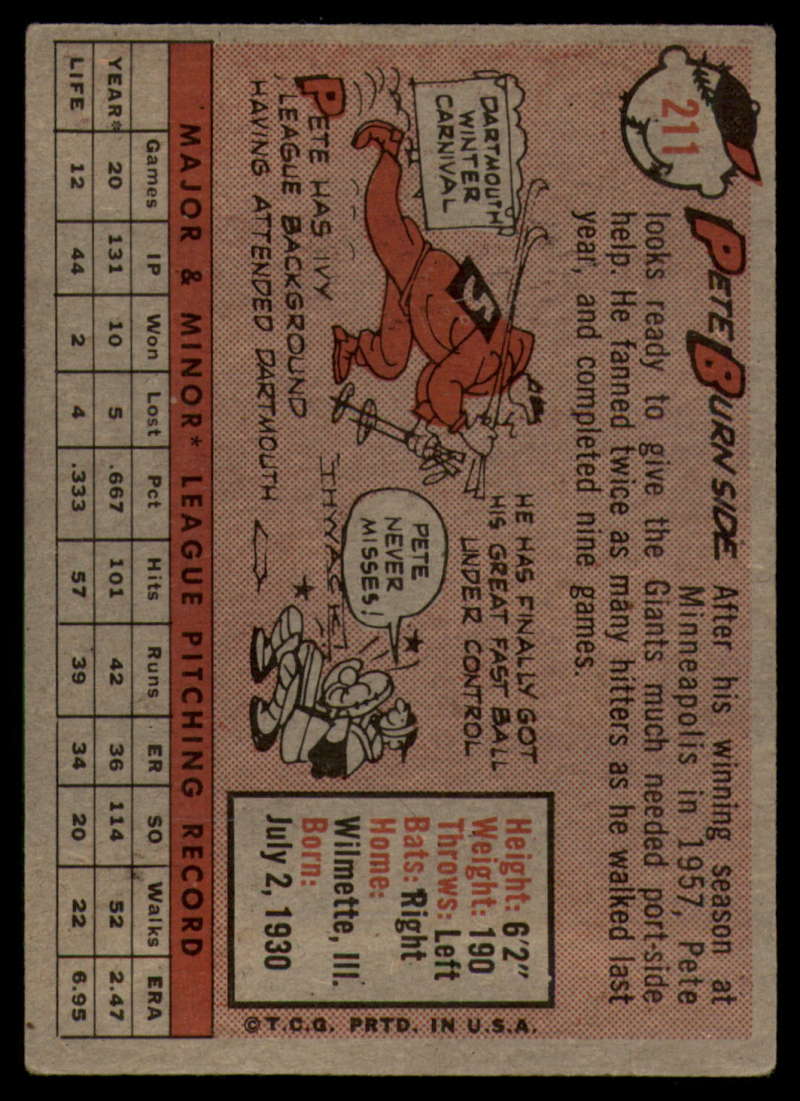 211
PETE BURNSIDE
After his winning season at
Minneapolis in 1957, Pete
looks ready to give the Giants much needed port-side
help. He fanned twice as many hitters as he walked last
year, and completed nine games.
DARTMOUTH
WINTER
CARNIVAL
PETE HAS IVY
LEAGUE BACKGROUND
HAVING ATTENDED DARTMOUTH
HE HAS FINALLY GOT
HIS GREAT FAST BALL
UNDER CONTROL
THWACK!
PETE
NEVER
MISSES!
Height: 6'2"
Weight: 190
Throws: Left
Bats: Right
Home:
Wilmette, Ill.
Born:
July 2, 1930
©T.C.G. PRTD. IN U.S.A.
MAJOR & MINOR* LEAGUE PITCHING RECORD
Games IP Won Lost Pct Hits Runs ER SO Walks ERA
YEAR* 20 131 10 5 .667 101 42 36 114 52 2.47
LIFE 12 44 2 4 .333 57 39 34 20 22 6.95